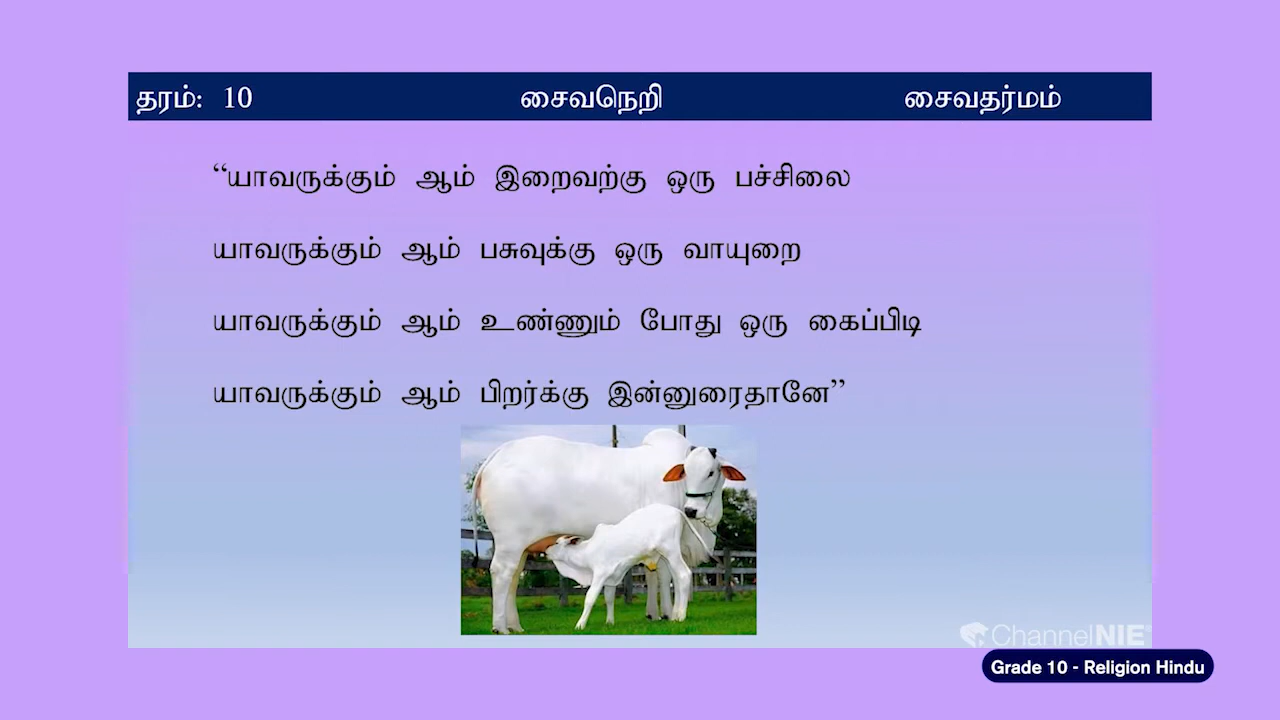 தரம்: 10 சைவநெறி சைவதர்மம்
“யாவருக்கும் ஆம் இறைவற்கு ஒரு பச்சிலை
யாவருக்கும் ஆம் பசுவுக்கு ஒரு வாயுறை
யாவருக்கும் ஆம் உண்ணும் போது ஒரு கைப்பிடி
யாவருக்கும் ஆம் பிறர்க்கு இன்னுரைதானே”
ChannelNIE
Grade 10 - Religion Hindu